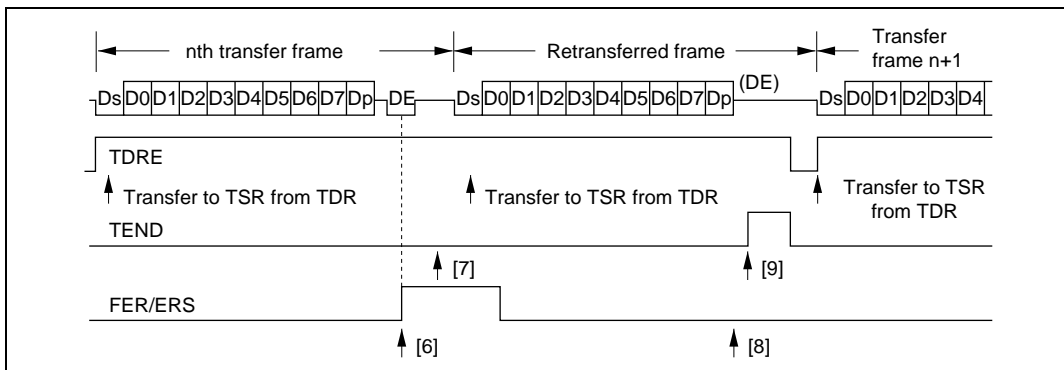 nth transfer frame
Retransferred frame
Transfer
frame n+1
Ds D0 D1 D2 D3 D4 D5 D6 D7 Dp DE
Ds D0 D1 D2 D3 D4 D5 D6 D7 Dp (DE)
Ds D0 D1 D2 D3 D4
TDRE
Transfer to TSR from TDR
Transfer to TSR from TDR
Transfer to TSR
from TDR
TEND
[7]
[9]
FER/ERS
[6]
[8]